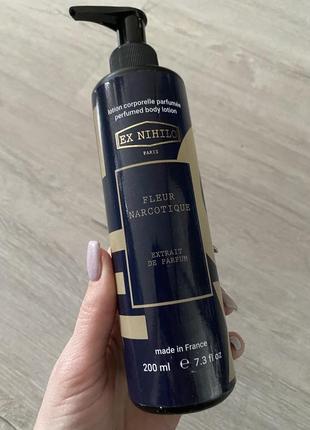 lotion corporelle parfumée
perfumed body lotion
EX NIHILO
PARIS
FLEUR
NARCOTIQUE
EXTRAIT
DE PARFUM
made in France
200 ml ℮ 7.3 fl oz